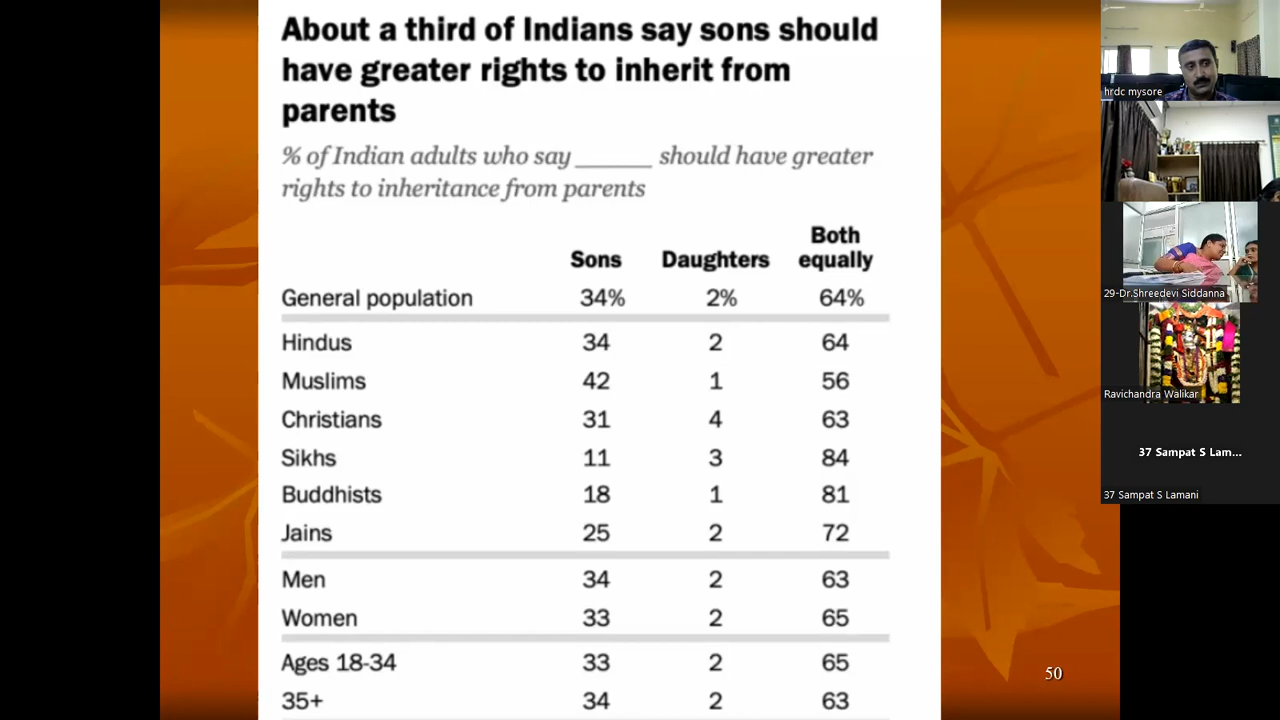 About a third of Indians say sons should
have greater rights to inherit from
parents
% of Indian adults who say ______ should have greater
rights to inheritance from parents
Sons Daughters Both equally
General population 34% 2% 64%
Hindus 34 2 64
Muslims 42 1 56
Christians 31 4 63
Sikhs 11 3 84
Buddhists 18 1 81
Jains 25 2 72
Men 34 2 63
Women 33 2 65
Ages 18-34 33 2 65
35+ 34 2 63
50
hrdc mysore
29-Dr.Shreedevi Siddanna
Ravichandra Walikar
37 Sampat S Lam...
37 Sampat S Lamani